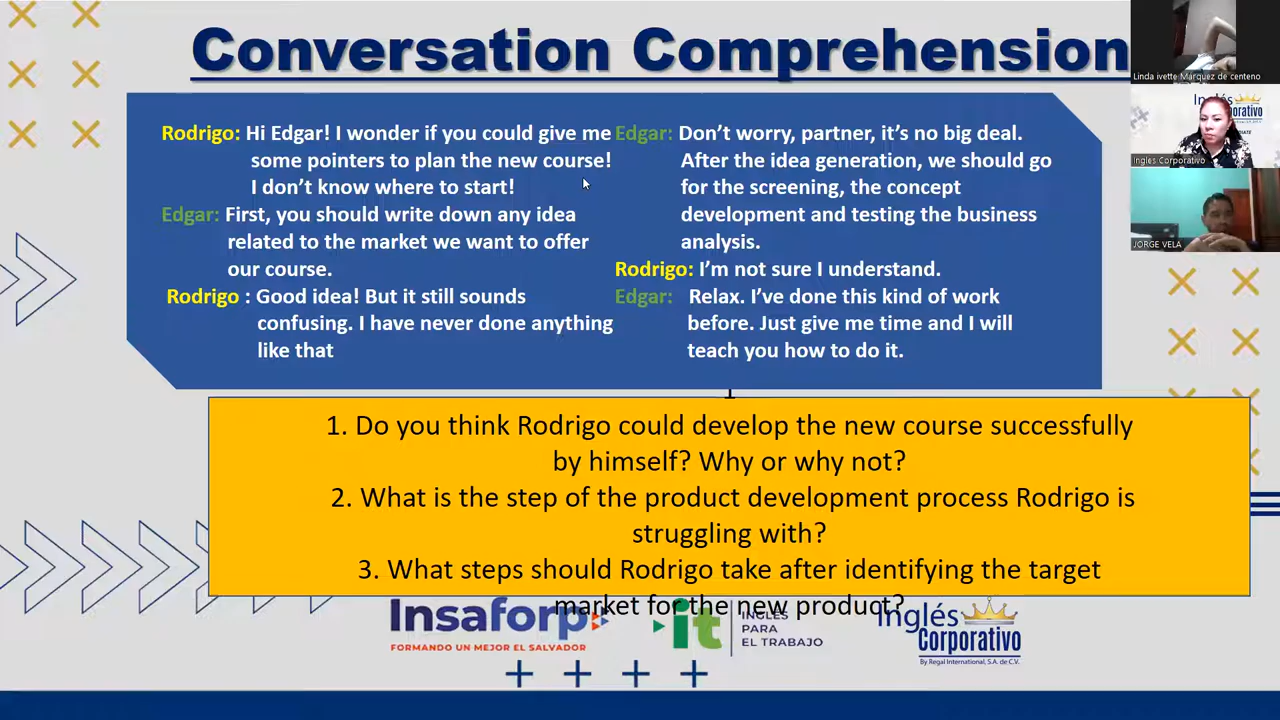 Conversation Comprehension
Rodrigo: Hi Edgar! I wonder if you could give me
some pointers to plan the new course!
I don't know where to start!
Edgar: First, you should write down any idea
related to the market we want to offer
our course.
Rodrigo : Good idea! But it still sounds
confusing. I have never done anything
like that
Edgar: Don't worry, partner, it's no big deal.
After the idea generation, we should go
for the screening, the concept
development and testing the business
analysis.
Rodrigo: I'm not sure I understand.
Edgar: Relax. I've done this kind of work
before. Just give me time and I will
teach you how to do it.
1. Do you think Rodrigo could develop the new course successfully
by himself? Why or why not?
2. What is the step of the product development process Rodrigo is
struggling with?
3. What steps should Rodrigo take after identifying the target
market for the new product?
Insaforp
FORMANDO UN MEJOR EL SALVADOR
it
INGLÉS
PARA
EL TRABAJO
Inglés
Corporativo
By Regal International, S.A. de C.V.
Linda ivette Marquez de centeno
Ingles Corporativo
JORGE VELA